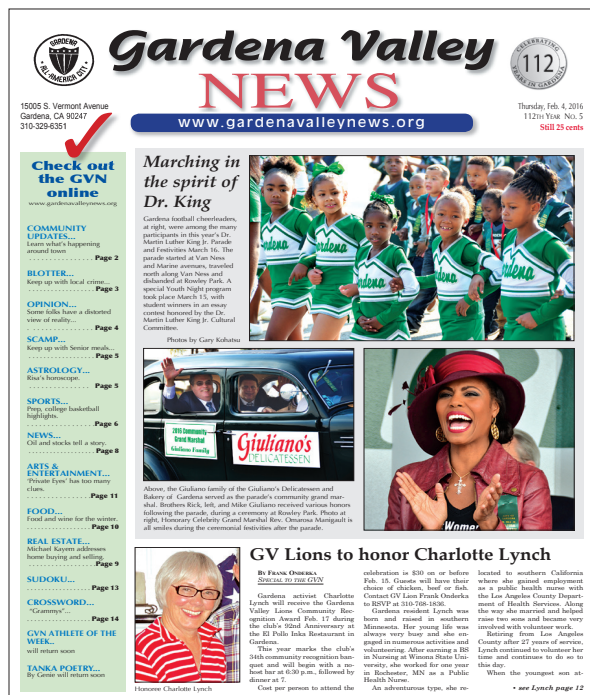 GARDENA
ALL-AMERICA CITY
Gardena Valley
NEWS
CELEBRATING
112
YEARS IN GARDENA
15005 S. Vermont Avenue
Gardena, CA 90247
310-329-6351
www.gardenavalleynews.org
Thursday, Feb. 4, 2016
112TH YEAR NO. 5
Still 25 cents
Check out
the GVN
online
www.gardenavalleynews.org
COMMUNITY
UPDATES...
Learn what's happening
around town
. . . . . . . . . . . . . . . . Page 2
BLOTTER...
Keep up with local crime...
. . . . . . . . . . . . . . . . Page 3
OPINION...
Some folks have a distorted
view of reality...
. . . . . . . . . . . . . . . Page 4
SCAMP...
Keep up with Senior meals...
. . . . . . . . . . . . . . . . Page 5
ASTROLOGY...
Risa's horoscope.
. . . . . . . . . . . . . . . Page 5
SPORTS...
Prep, college basketball
highlights.
. . . . . . . . . . . . . . . . Page 6
NEWS...
Oil and stocks tell a story.
. . . . . . . . . . . . . . . . Page 8
ARTS &
ENTERTAINMENT...
'Private Eyes' has too many
clues.
. . . . . . . . . . . . . . . Page 11
FOOD...
Food and wine for the winter.
. . . . . . . . . . . . . . . Page 10
REAL ESTATE...
Michael Kayem addresses
home buying and selling.
. . . . . . . . . . . . . . . . Page 9
SUDOKU...
. . . . . . . . . . . . . . . Page 13
CROSSWORD...
"Grammys"...
. . . . . . . . . . . . . . . Page 14
GVN ATHLETE OF THE
WEEK..
will return soon
TANKA POETRY...
By Genie will return soon
Marching in
the spirit of
Dr. King
Gardena football cheerleaders,
at right, were among the many
participants in this year's Dr.
Martin Luther King Jr. Parade
and Festivities March 16. The
parade started at Van Ness
and Marine avenues, traveled
north along Van Ness and
disbanded at Rowley Park. A
special Youth Night program
took place March 15, with
student winners in an essay
contest honored by the Dr.
Martin Luther King Jr. Cultural
Committee.
Photos by Gary Kohatsu
Gardena
2016 Community
Grand Marshal
Giuliani Family
Giuliano's
DELICATESSEN
Women
Above, the Giuliano family of the Giuliano's Delicatessen and
Bakery of Gardena served as the parade's community grand mar-
shal. Brothers Rick, left, and Mike Giuliano received various honors
following the parade, during a ceremony at Rowley Park. Photo at
right, Honorary Celebrity Grand Marshal Rev. Omarosa Manigault is
all smiles during the ceremonial festivities after the parade.
Honoree Charlotte Lynch
GV Lions to honor Charlotte Lynch
BY FRANK ONDERKA
SPECIAL TO THE GVN
Gardena activist Charlotte
Lynch will receive the Gardena
Valley Lions Community Rec-
ognition Award Feb. 17 during
the club's 92nd Anniversary at
the El Pollo Inka Restaurant in
Gardena.
This year marks the club's
34th community recognition ban-
quet and will begin with a no-
host bar at 6:30 p.m., followed by
dinner at 7.
Cost per person to attend the
celebration is $30 on or before
Feb. 15. Guests will have their
choice of chicken, beef or fish.
Contact GV Lion Frank Onderka
to RSVP at 310-768-1836.
Gardena resident Lynch was
born and raised in southern
Minnesota. Her young life was
always very busy and she en-
gaged in numerous activities and
volunteering. After earning a BS
in Nursing at Winona State Uni-
versity, she worked for one year
in Rochester, MN as a Public
Health Nurse.
An adventurous type, she re-
located to southern California
where she gained employment
as a public health nurse with
the Los Angeles County Depart-
ment of Health Services. Along
the way she married and helped
raise two sons and became very
involved with volunteer work.
Retiring from Los Angeles
County after 27 years of service,
Lynch continued to volunteer her
time and continues to do so to
this day.
When the youngest son at-
• see Lynch page 12